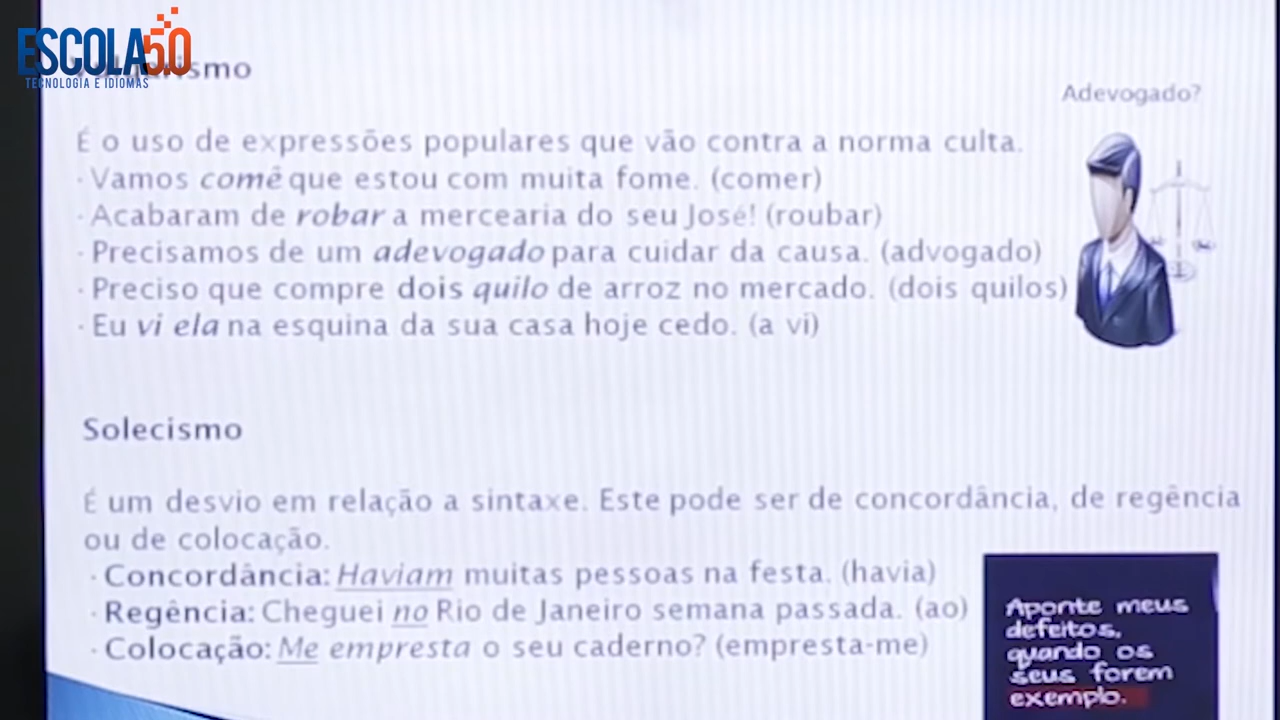 ESCOLA 5.0
TECNOLOGIA E IDIOMAS
Adevogado?
É o uso de expressões populares que vão contra a norma culta.
· Vamos comê que estou com muita fome. (comer)
· Acabaram de robar a mercearia do seu José! (roubar)
· Precisamos de um adevogado para cuidar da causa. (advogado)
· Preciso que compre dois quilo de arroz no mercado. (dois quilos)
· Eu vi ela na esquina da sua casa hoje cedo. (a vi)
Solecismo
É um desvio em relação a sintaxe. Este pode ser de concordância, de regência
ou de colocação.
· Concordância: Haviam muitas pessoas na festa. (havia)
· Regência: Cheguei no Rio de Janeiro semana passada. (ao)
· Colocação: Me empresta o seu caderno? (empresta-me)
Aponte meus
defeitos,
quando os
seus forem
exemplo.